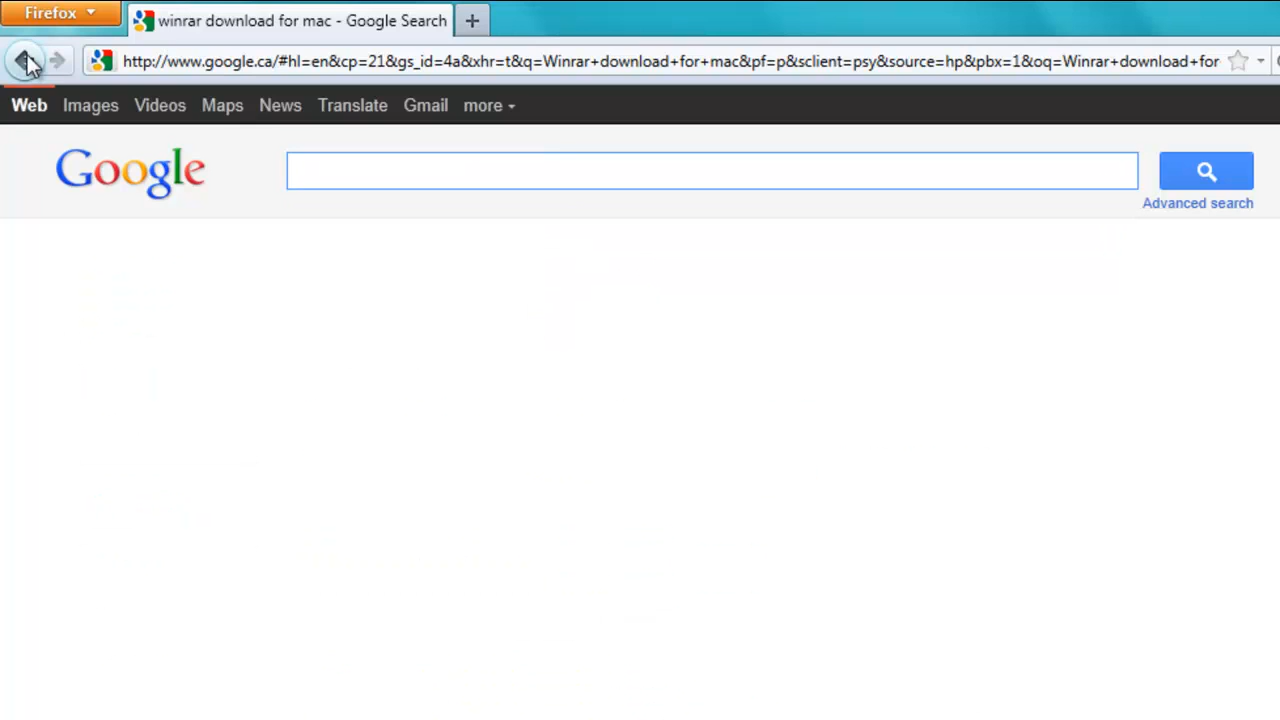 Firefox
winrar download for mac - Google Search
http://www.google.ca/#hl=en&cp=21&gs_id=4a&xhr=t&q=Winrar+download+for+mac&pf=p&sclient=psy&source=hp&pbx=1&oq=Winrar+download+for
Web Images Videos Maps News Translate Gmail more
Google
Advanced search